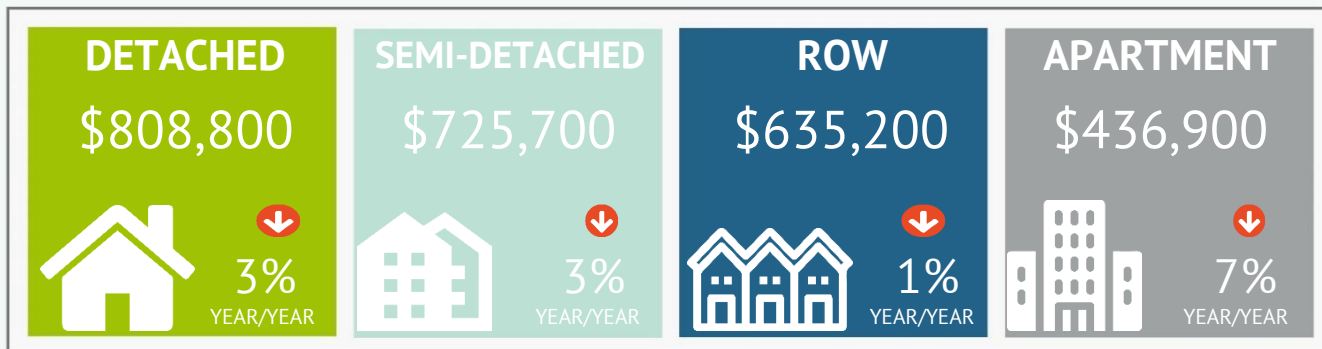 DETACHED
$808,800
3%
YEAR/YEAR
SEMI-DETACHED
$725,700
3%
YEAR/YEAR
ROW
$635,200
1%
YEAR/YEAR
APARTMENT
$436,900
7%
YEAR/YEAR